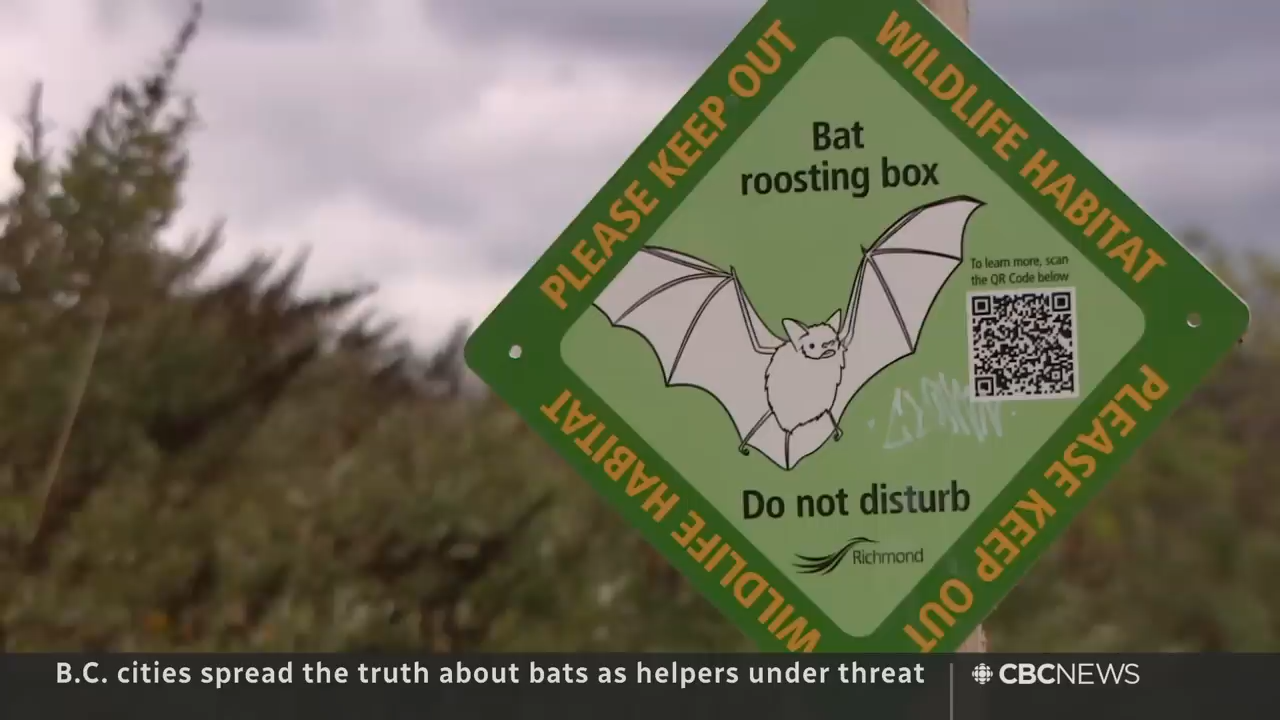 PLEASE KEEP OUT
WILDLIFE HABITAT
Bat
roosting box
To learn more, scan
the QR Code below
Do not disturb
Richmond
WILDLIFE HABITAT
PLEASE KEEP OUT
B.C. cities spread the truth about bats as helpers under threat
CBCNEWS